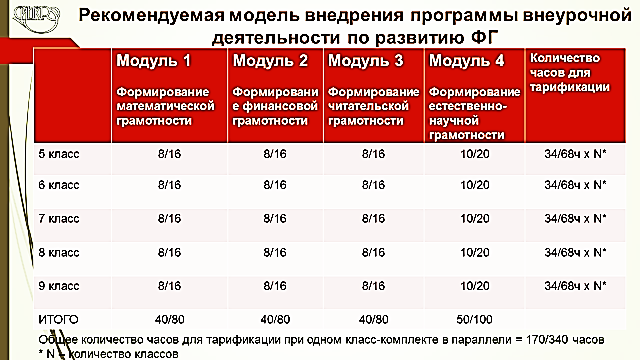 Рекомендуемая модель внедрения программы внеурочной
деятельности по развитию ФГ
Модуль 1 Модуль 2 Модуль 3 Модуль 4 Количество часов для тарификации
Формирование математической грамотности Формировани е финансовой грамотности Формирование читательской грамотности Формирование естественно-научной грамотности
5 класс 8/16 8/16 8/16 10/20 34/68ч x N*
6 класс 8/16 8/16 8/16 10/20 34/68ч x N*
7 класс 8/16 8/16 8/16 10/20 34/68ч x N*
8 класс 8/16 8/16 8/16 10/20 34/68ч x N*
9 класс 8/16 8/16 8/16 10/20 34/68ч x N*
ИТОГО 40/80 40/80 40/80 50/100
Общее количество часов для тарификации при одном класс-комплекте в параллели = 170/340 часов
* N – количество классов